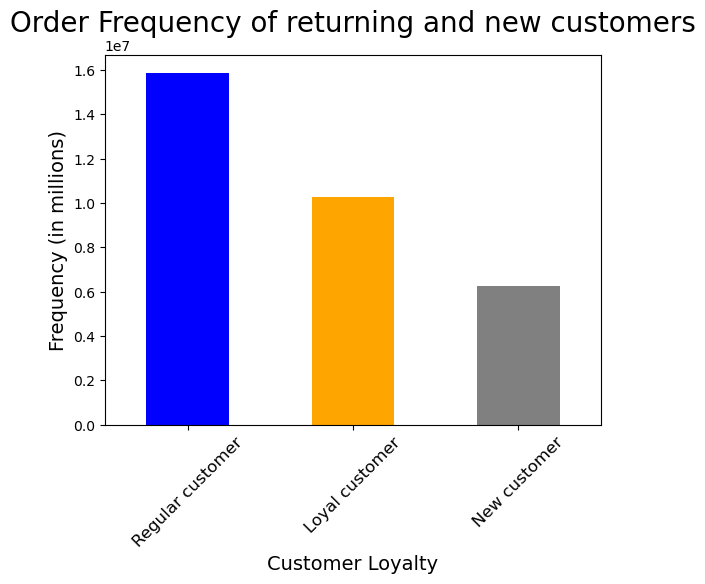 Order Frequency of returning and new customers
1e7
1.6
1.4
1.2
1.0
0.8
0.6
0.4
0.2
0.0
Frequency (in millions)
Regular customer
Loyal customer
New customer
Customer Loyalty